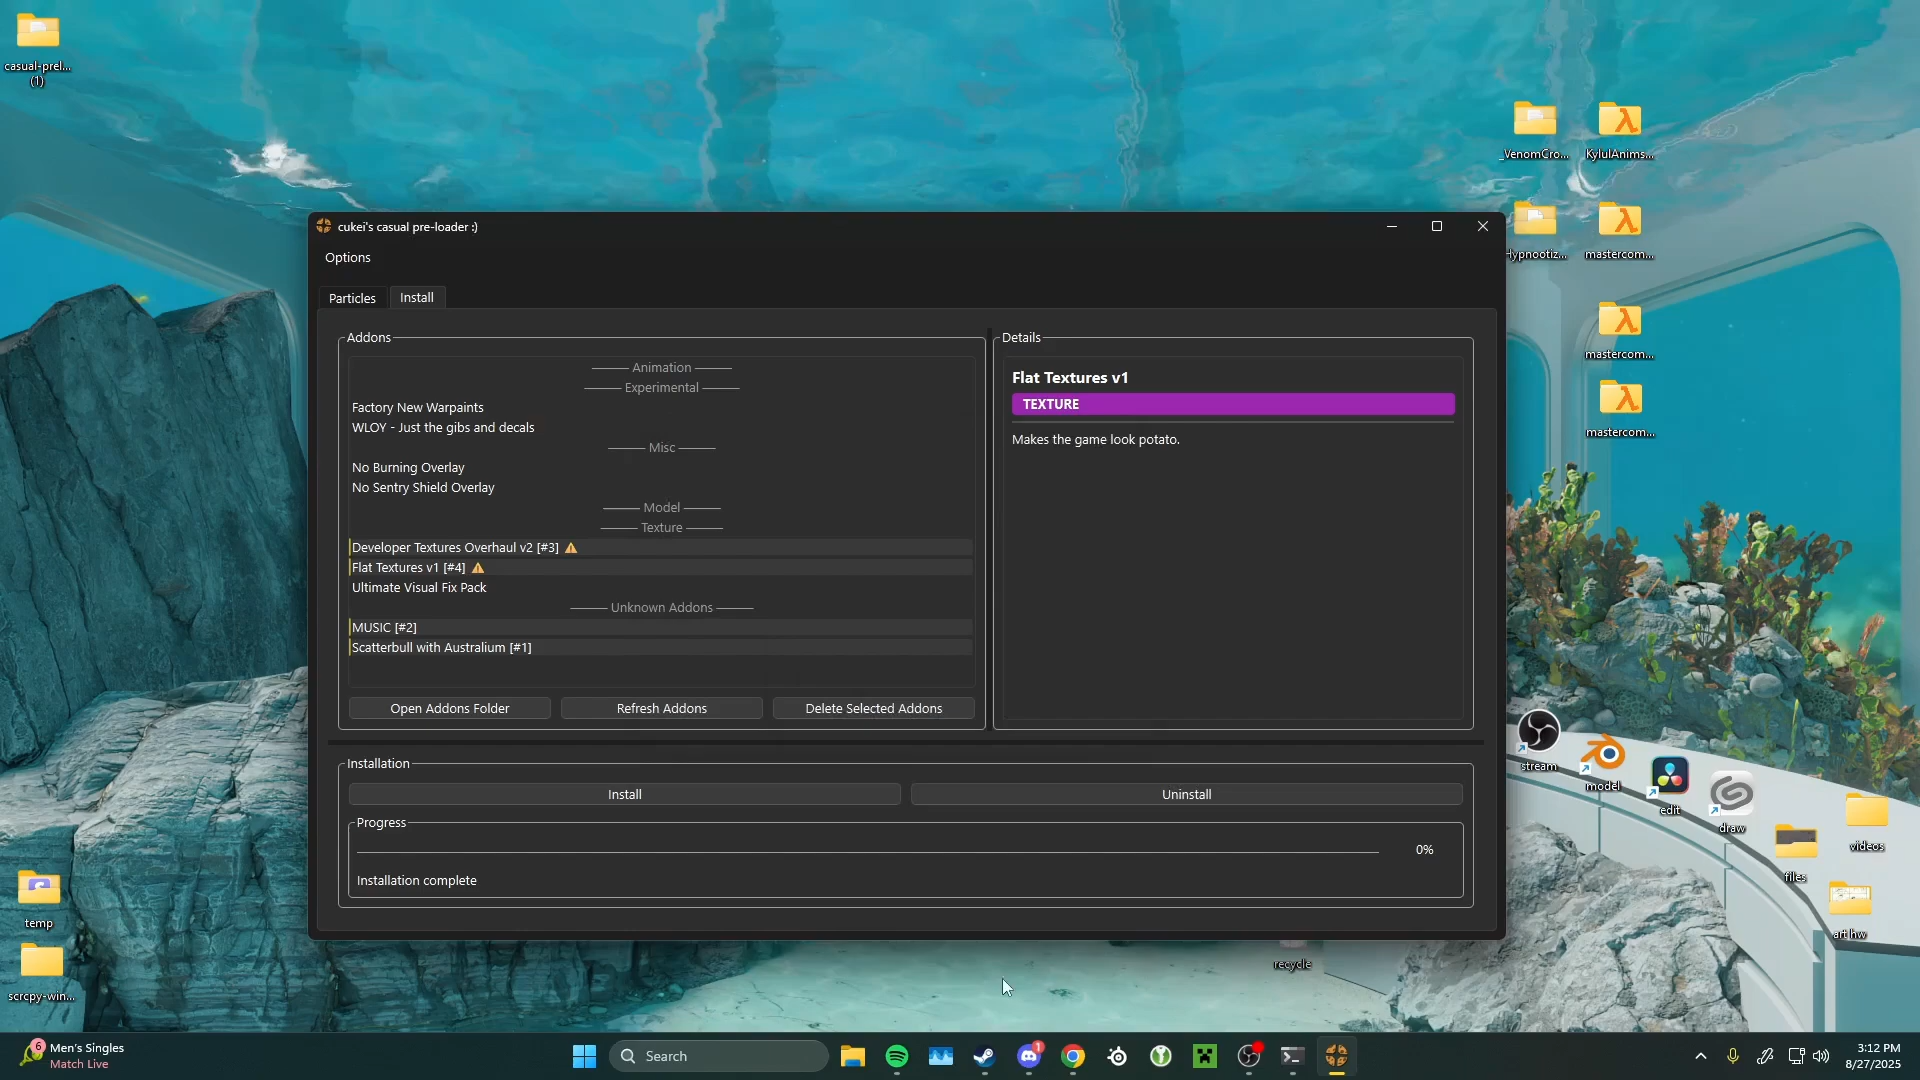 casual-prel...
(1)
_VenomCro...
KylulAnims...
mastercom...
mastercom...
mastercom...
cukei's casual pre-loader :)
Options
Particles
Install
Addons
Animation
Experimental
Factory New Warpaints
WLOY - Just the gibs and decals
Misc
No Burning Overlay
No Sentry Shield Overlay
Model
Texture
Developer Textures Overhaul v2 [#3]
Flat Textures v1 [#4]
Ultimate Visual Fix Pack
Unknown Addons
MUSIC [#2]
Scatterbull with Australium [#1]
Open Addons Folder
Refresh Addons
Delete Selected Addons
Details
Flat Textures v1
TEXTURE
Makes the game look potato.
Installation
Install
Uninstall
Progress
0%
Installation complete
stream
model
edit
draw
videos
files
art hw
temp
scrcpy-win...
recycle
6
Men's Singles
Match Live
Search
1
3:12 PM
8/27/2025